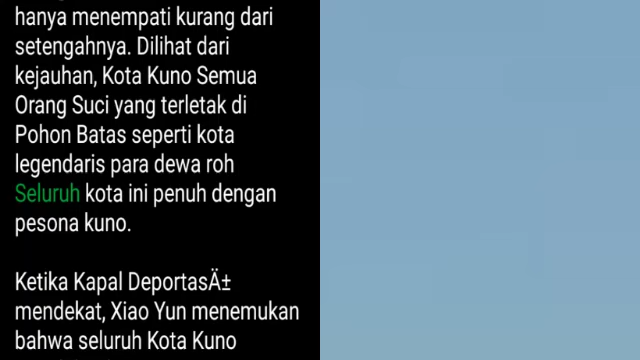 hanya menempati kurang dari
setengahnya. Dilihat dari
kejauhan, Kota Kuno Semua
Orang Suci yang terletak di
Pohon Batas seperti kota
legendaris para dewa roh
Seluruh kota ini penuh dengan
pesona kuno.
Ketika Kapal DeportasÄ±
mendekat, Xiao Yun menemukan
bahwa seluruh Kota Kuno